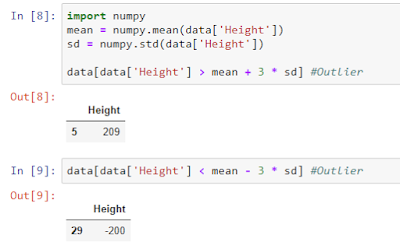 In [8]: import numpy
mean = numpy.mean(data['Height'])
sd = numpy.std(data['Height'])
data[data['Height'] > mean + 3 * sd] #Outlier
Out[8]:
Height
5 209
In [9]: data[data['Height'] < mean - 3 * sd] #Outlier
Out[9]:
Height
29 -200